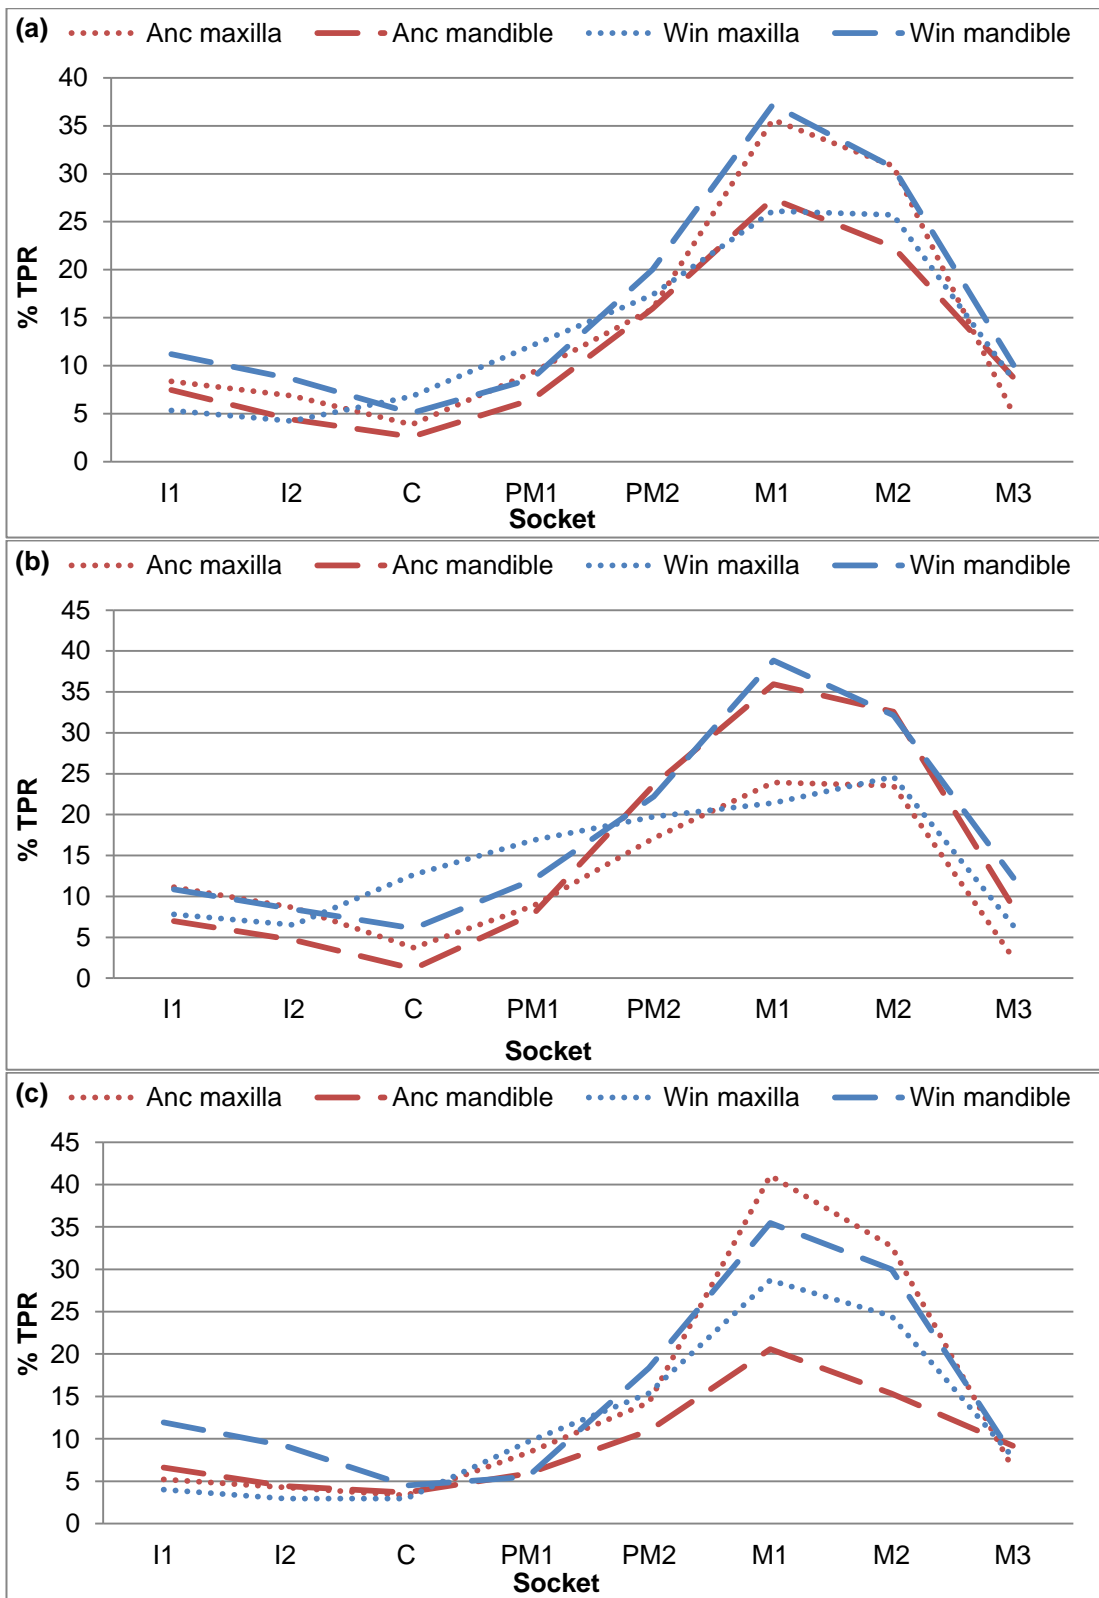 (a) Anc maxilla Anc mandible Win maxilla Win mandible
40
35
30
25
20
15
10
5
0
% TPR
I1 I2 C PM1 PM2 M1 M2 M3
Socket
(b) Anc maxilla Anc mandible Win maxilla Win mandible
45
40
35
30
25
20
15
10
5
0
% TPR
I1 I2 C PM1 PM2 M1 M2 M3
Socket
(c) Anc maxilla Anc mandible Win maxilla Win mandible
45
40
35
30
25
20
15
10
5
0
% TPR
I1 I2 C PM1 PM2 M1 M2 M3
Socket